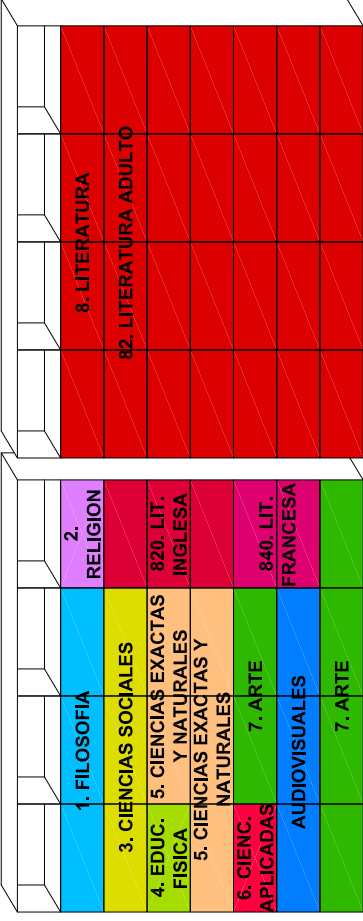 8. LITERATURA
82. LITERATURA ADULTO
2.
RELIGION
820. LIT.
INGLESA
840. LIT.
FRANCESA
1. FILOSOFIA
3. CIENCIAS SOCIALES
5. CIENCIAS EXACTAS
Y NATURALES
5. CIENCIAS EXACTAS Y
NATURALES
7. ARTE
AUDIOVISUALES
7. ARTE
4. EDUC.
FISICA
6. CIENC.
APLICADAS